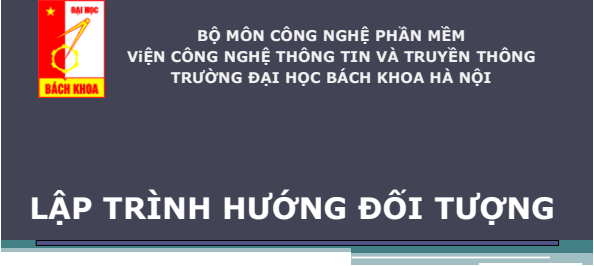 ĐẠI HỌC
BÁCH KHOA
BỘ MÔN CÔNG NGHỆ PHẦN MỀM
ViỆN CÔNG NGHỆ THÔNG TIN VÀ TRUYỀN THÔNG
TRƯỜNG ĐẠI HỌC BÁCH KHOA HÀ NỘI
LẬP TRÌNH HƯỚNG ĐỐI TƯỢNG